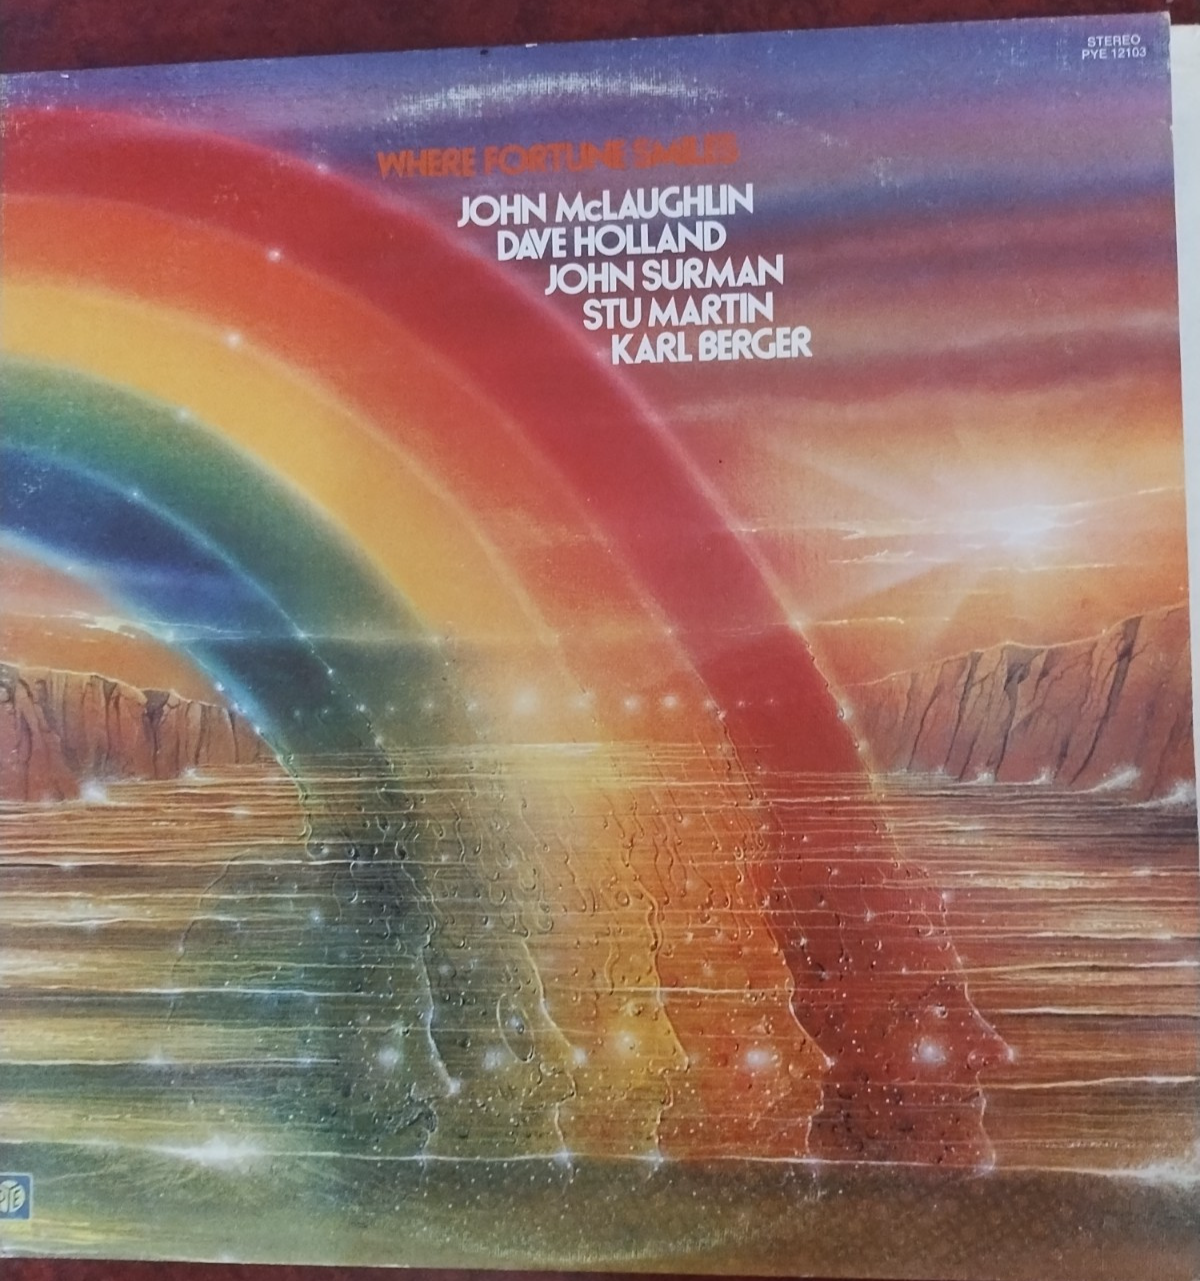 STEREO
PYE 12103
WHERE FORTUNE SMILES
JOHN McLAUGHLIN
DAVE HOLLAND
JOHN SURMAN
STU MARTIN
KARL BERGER
PYE